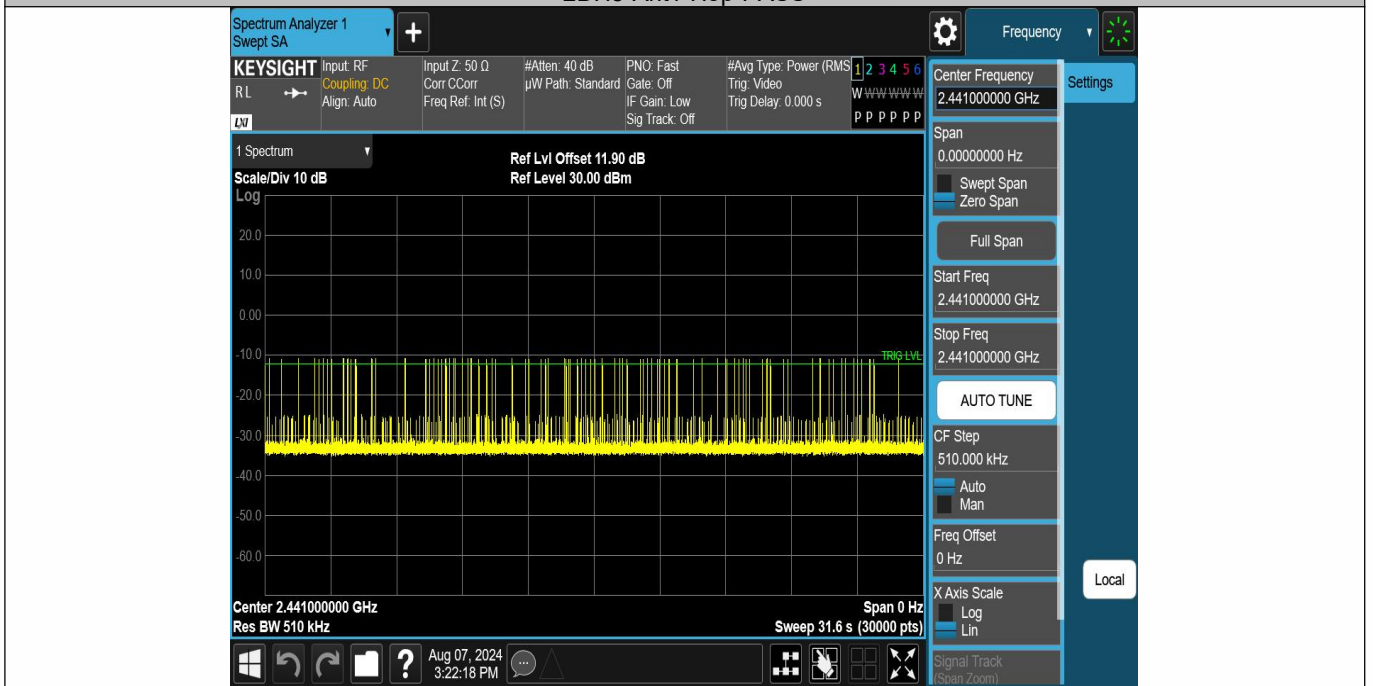 Spectrum Analyzer 1
Swept SA
Frequency
KEYSIGHT
RL
LXI
Input: RF
Coupling: DC
Align: Auto
Input Z: 50 Ω
Corr CCorr
Freq Ref: Int (S)
#Atten: 40 dB
µW Path: Standard
PNO: Fast
Gate: Off
IF Gain: Low
Sig Track: Off
#Avg Type: Power (RMS
Trig: Video
Trig Delay: 0.000 s
1 2 3 4 5 6
W W W W W W
P P P P P P
1 Spectrum
Scale/Div 10 dB
Log
Ref Lvl Offset 11.90 dB
Ref Level 30.00 dBm
20.0
10.0
0.00
-10.0
-20.0
-30.0
-40.0
-50.0
-60.0
TRIG LVL
Center 2.441000000 GHz
Res BW 510 kHz
Span 0 Hz
Sweep 31.6 s (30000 pts)
Aug 07, 2024
3:22:18 PM
Center Frequency
2.441000000 GHz
Settings
Span
0.00000000 Hz
Swept Span
Zero Span
Full Span
Start Freq
2.441000000 GHz
Stop Freq
2.441000000 GHz
AUTO TUNE
CF Step
510.000 kHz
Auto
Man
Freq Offset
0 Hz
X Axis Scale
Log
Lin
Local
Signal Track
(Span Zoom)